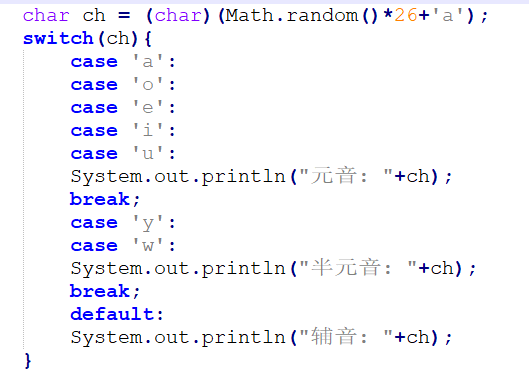 char ch = (char)(Math.random()*26+'a');
switch(ch){
    case 'a':
    case 'o':
    case 'e':
    case 'i':
    case 'u':
    System.out.println("元音: "+ch);
    break;
    case 'y':
    case 'w':
    System.out.println("半元音: "+ch);
    break;
    default:
    System.out.println("辅音: "+ch);
}